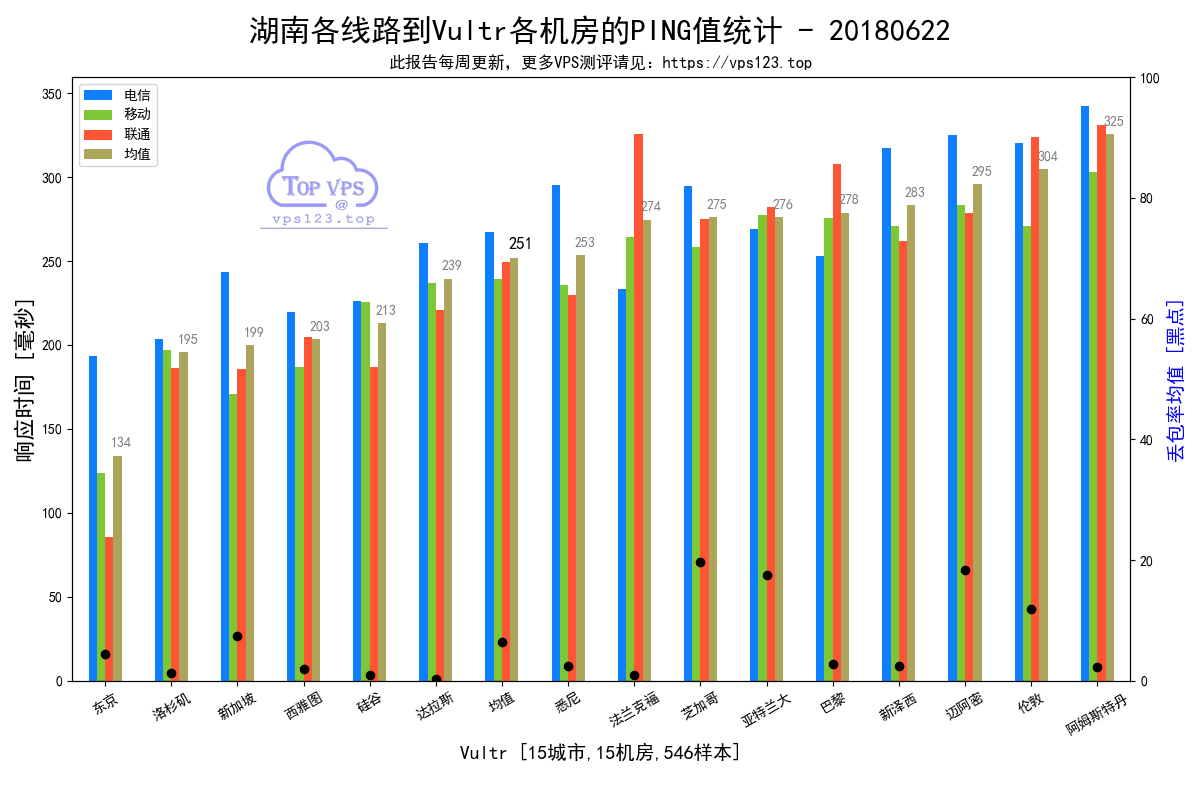 湖南各线路到Vultr各机房的PING值统计 - 20180622
此报告每周更新，更多VPS测评请见：https://vps123.top
电信
移动
联通
均值
TOP VPS
@
vps123.top
响应时间 [毫秒]
350
300
250
200
150
100
50
0
134
195
199
203
213
239
251
253
274
275
276
278
283
295
304
325
100
80
60
40
20
0
丢包率均值 [黑点]
东京
洛杉矶
新加坡
西雅图
硅谷
达拉斯
均值
悉尼
法兰克福
芝加哥
亚特兰大
巴黎
新泽西
迈阿密
伦敦
阿姆斯特丹
Vultr [15城市,15机房,546样本]